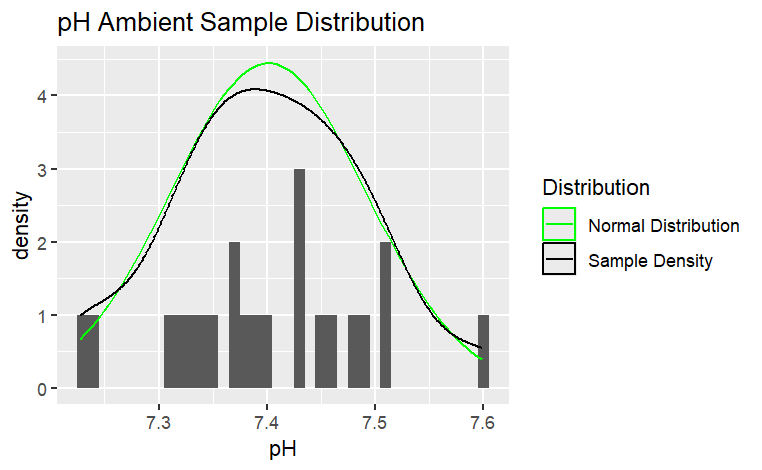 pH Ambient Sample Distribution
density
4
3
2
1
0
7.3
7.4
7.5
7.6
pH
Distribution
Normal Distribution
Sample Density